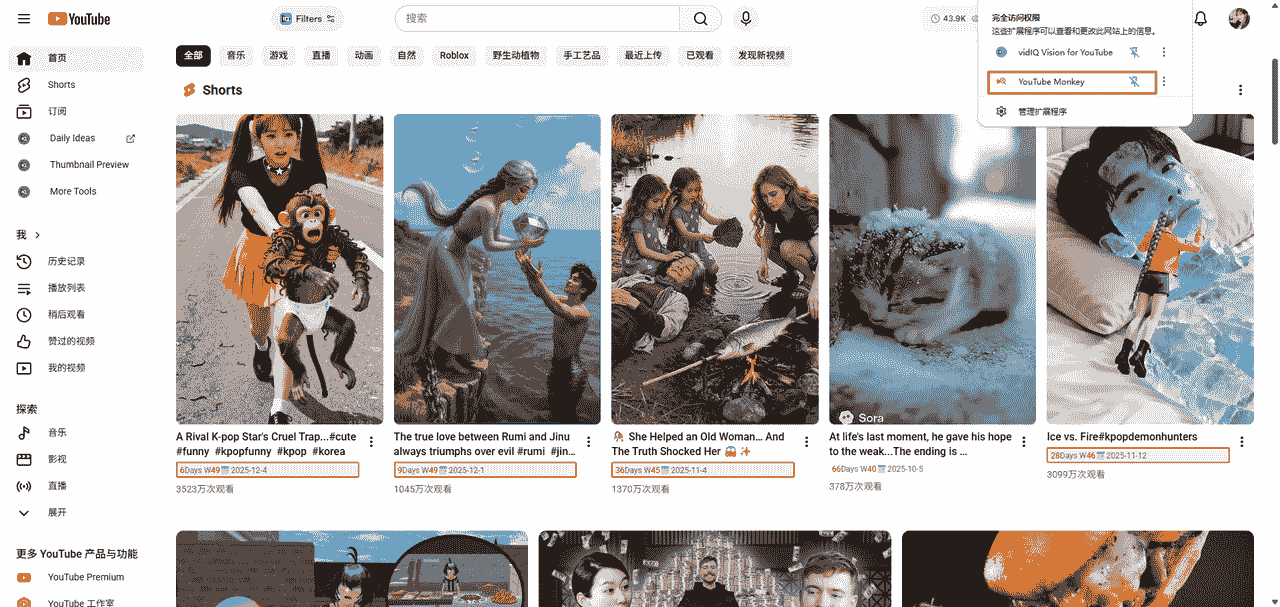 YouTube
Filters
搜索
43.9K
完全访问权限
这些扩展程序可以查看和更改此网站上的信息。
vidIQ Vision for YouTube
YouTube Monkey
管理扩展程序
首页
Shorts
订阅
Daily Ideas
Thumbnail Preview
More Tools
我
历史记录
播放列表
稍后观看
赞过的视频
我的视频
探索
音乐
影视
直播
展开
更多 YouTube 产品与功能
YouTube Premium
YouTube 工作室
全部 音乐 游戏 直播 动画 自然 Roblox 野生动植物 手工艺品 最近上传 已观看 发现新视频
Shorts
A Rival K-pop Star's Cruel Trap...#cute
#funny #kpopfunny #kpop #korea
6Days W49 2025-12-4
3523万次观看
The true love between Rumi and Jinu
always triumphs over evil #rumi #jin...
9Days W49 2025-12-1
1045万次观看
She Helped an Old Woman... And
The Truth Shocked Her
36Days W45 2025-11-4
1370万次观看
Sora
At life's last moment, he gave his hope
to the weak...The ending is ...
66Days W40 2025-10-5
378万次观看
Ice vs. Fire#kpopdemonhunters
28Days W46 2025-11-12
3099万次观看